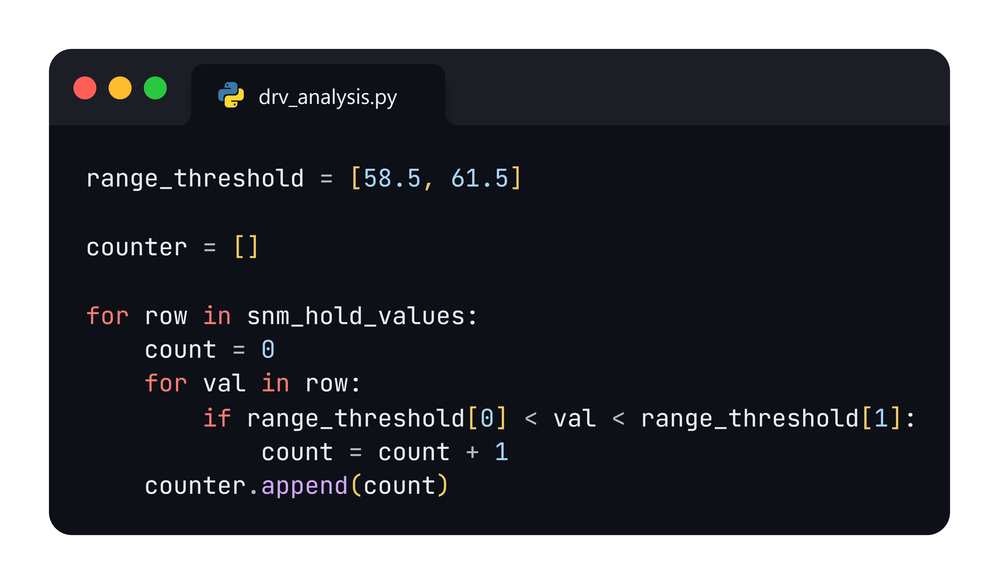 drv_analysis.py
range_threshold = [58.5, 61.5]
counter = []
for row in snm_hold_values:
    count = 0
    for val in row:
        if range_threshold[0] < val < range_threshold[1]:
            count = count + 1
    counter.append(count)